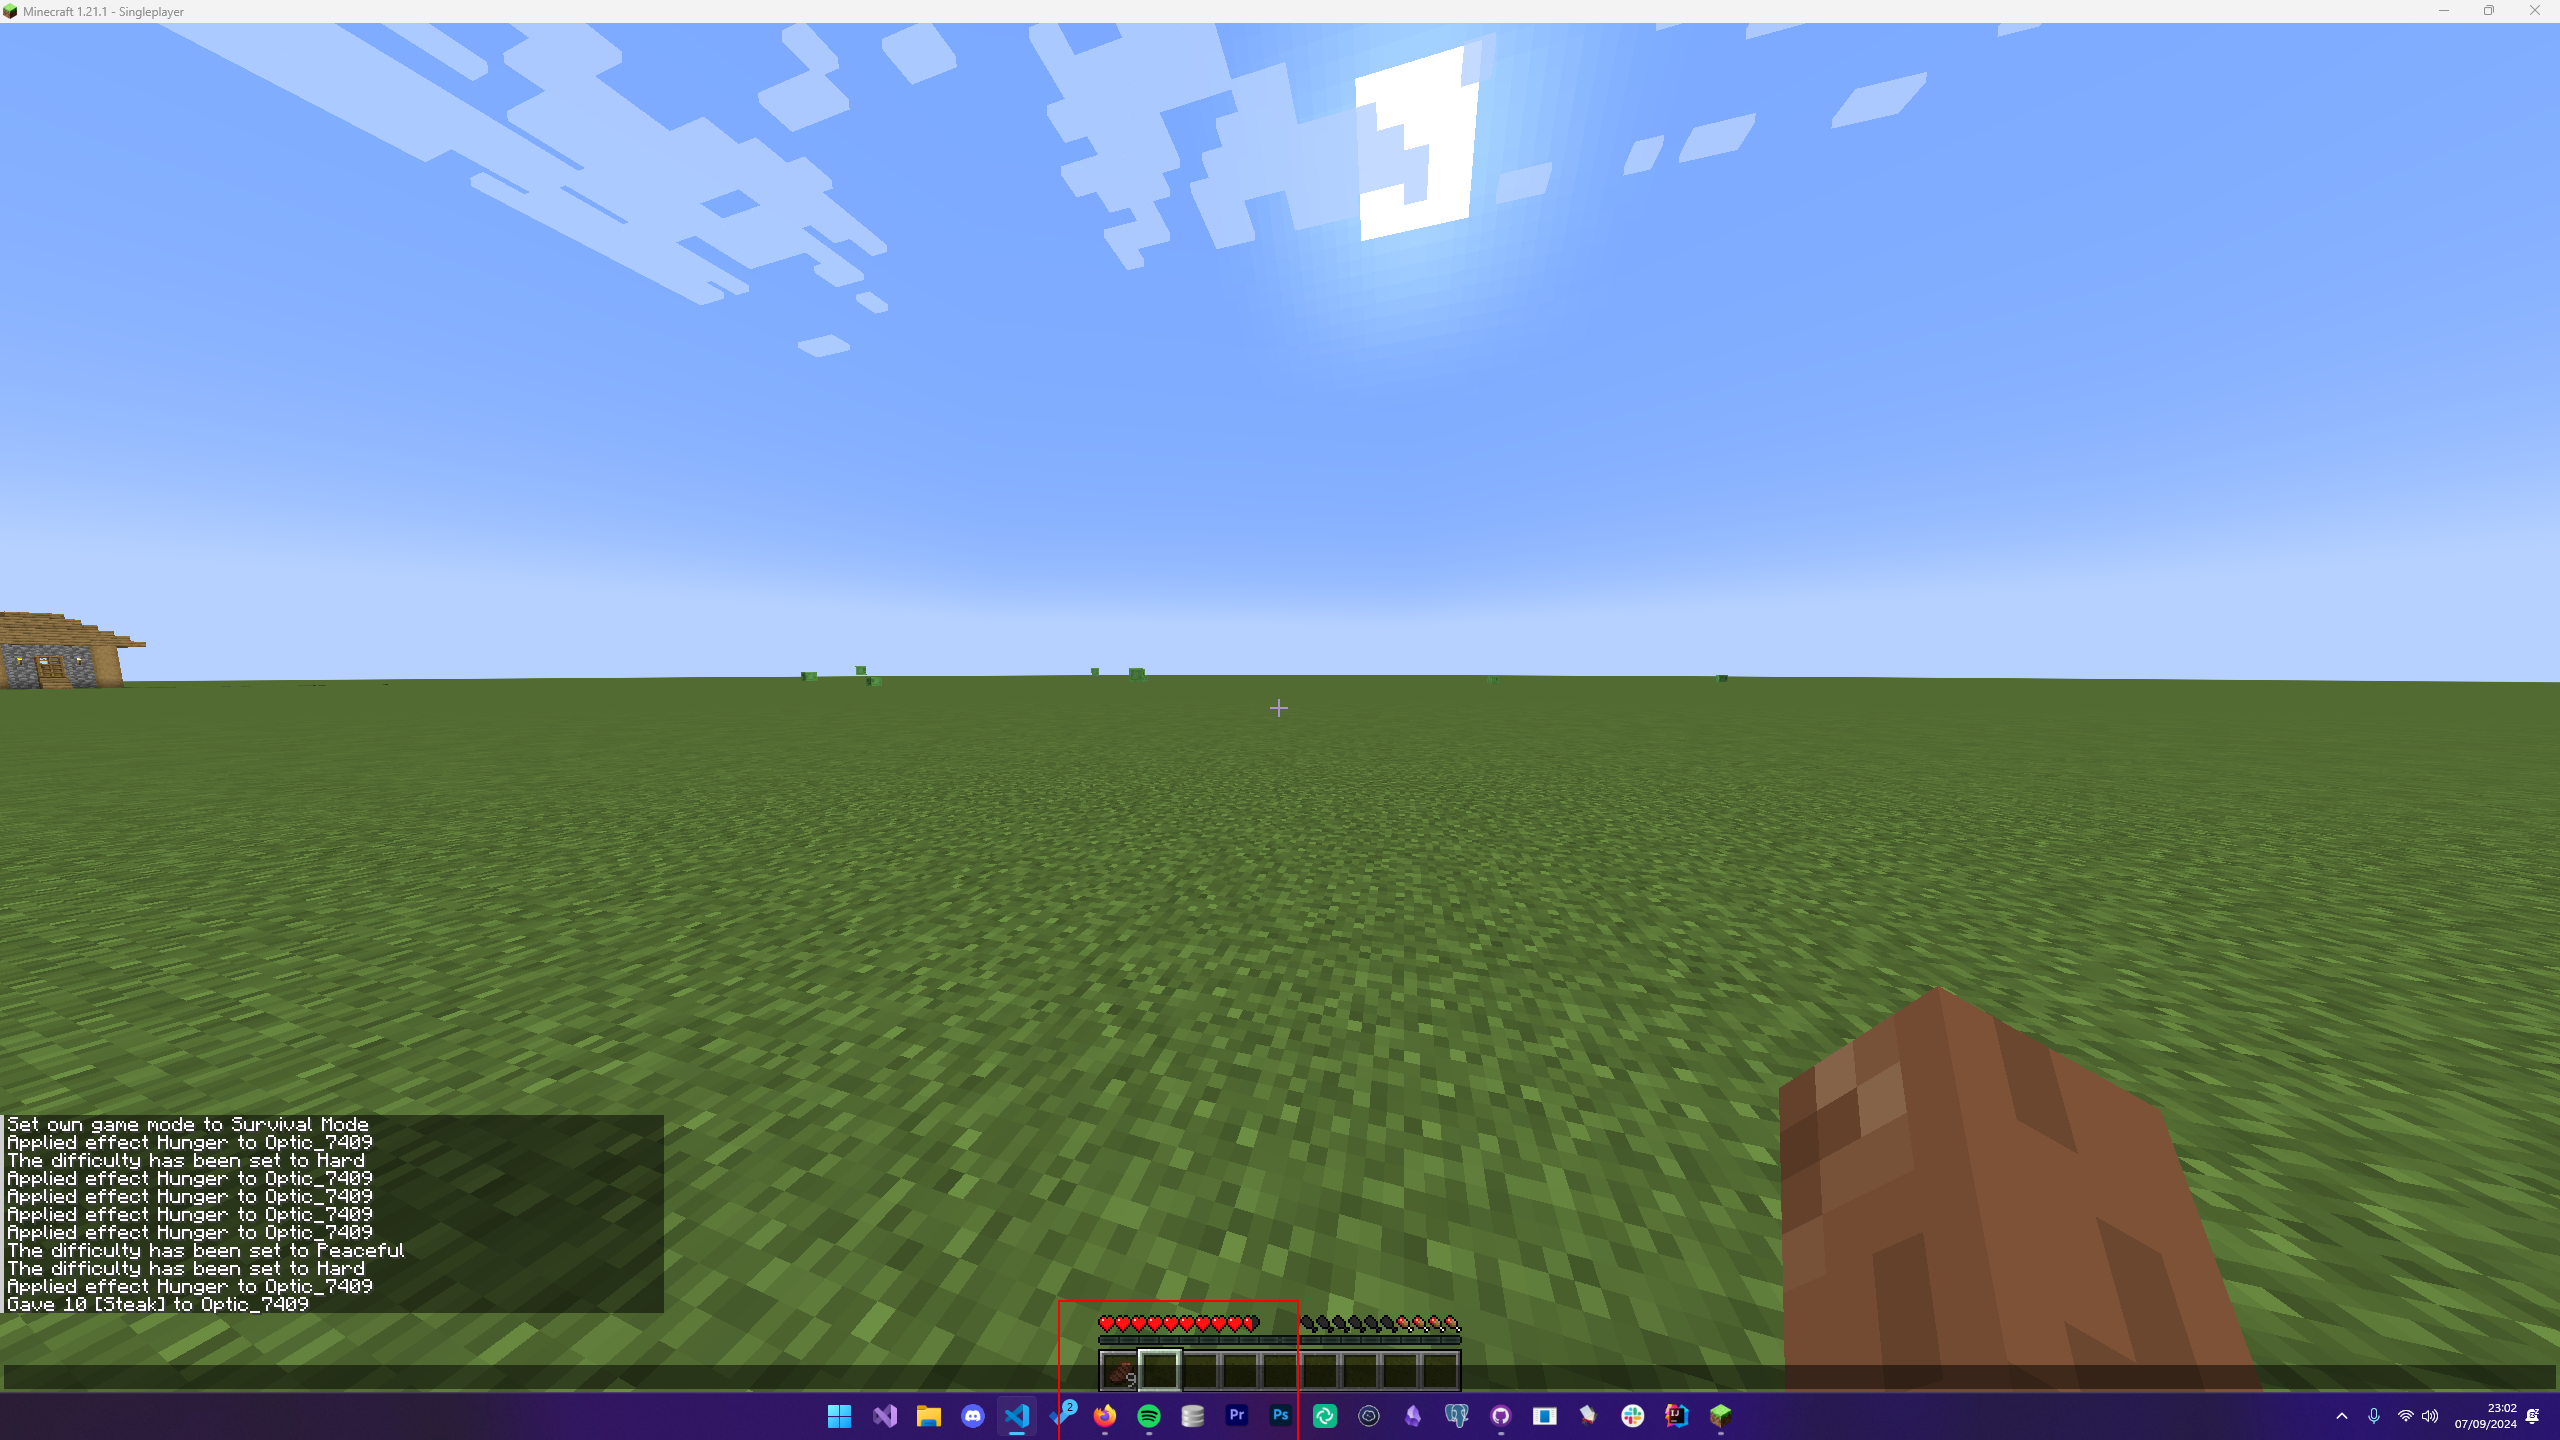 Minecraft 1.21.1 - Singleplayer
Set own game mode to Survival Mode
Applied effect Hunger to Optic_7409
The difficulty has been set to Hard
Applied effect Hunger to Optic_7409
Applied effect Hunger to Optic_7409
Applied effect Hunger to Optic_7409
Applied effect Hunger to Optic_7409
The difficulty has been set to Peaceful
The difficulty has been set to Hard
Applied effect Hunger to Optic_7409
Gave 10 [Steak] to Optic_7409
9
2
Pr
Ps
23:02
07/09/2024